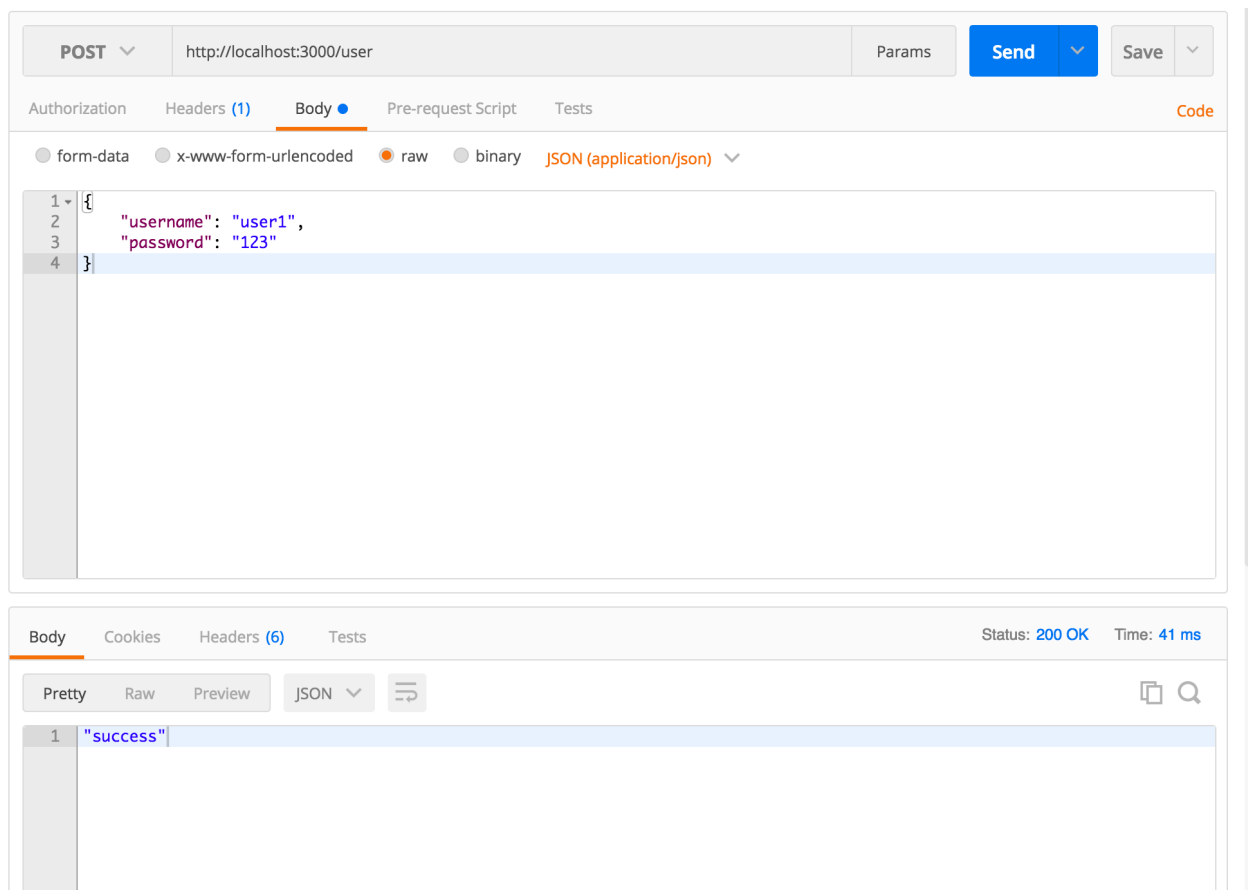 POST http://localhost:3000/user Params Send Save
Authorization Headers (1) Body Pre-request Script Tests Code
form-data x-www-form-urlencoded raw binary JSON (application/json)
1 {
2 "username": "user1",
3 "password": "123"
4 }
Body Cookies Headers (6) Tests Status: 200 OK Time: 41 ms
Pretty Raw Preview JSON
1 "success"